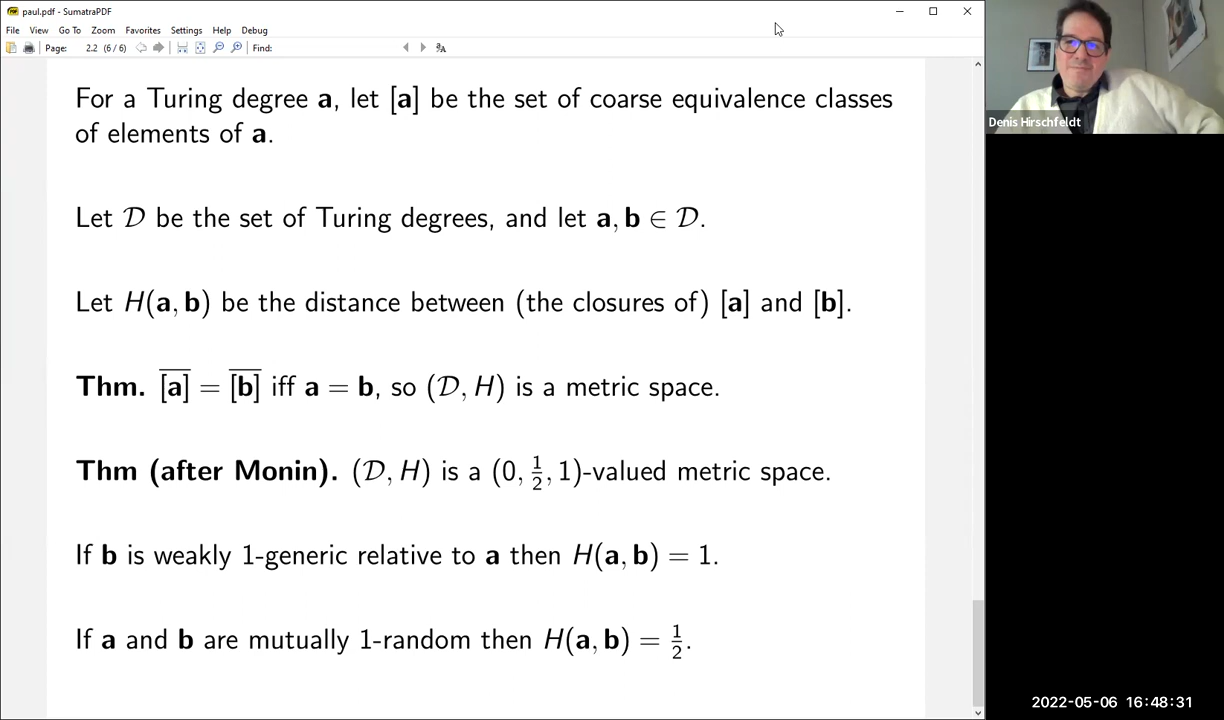 paul.pdf - SumatraPDF
File View Go To Zoom Favorites Settings Help Debug
Page: 2.2 (6 / 6) Find:
For a Turing degree a, let [a] be the set of coarse equivalence classes
of elements of a.
Let 𝒟 be the set of Turing degrees, and let a, b ∈ 𝒟.
Let H(a, b) be the distance between (the closures of) [a] and [b].
Thm. \overline{[a]} = \overline{[b]} iff a = b, so (𝒟, H) is a metric space.
Thm (after Monin). (𝒟, H) is a (0, 1/2, 1)-valued metric space.
If b is weakly 1-generic relative to a then H(a, b) = 1.
If a and b are mutually 1-random then H(a, b) = 1/2.
Denis Hirschfeldt
2022-05-06 16:48:31